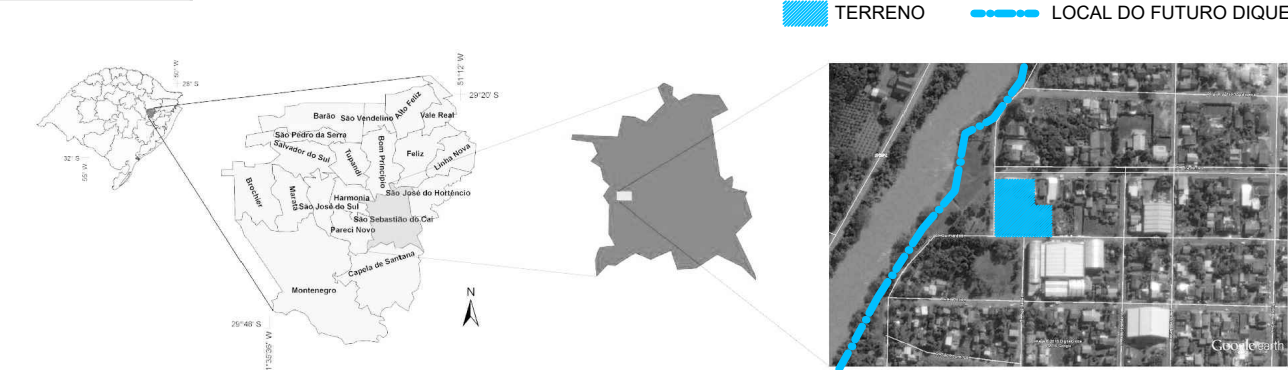 TERRENO
LOCAL DO FUTURO DIQUE
50° W
28° S
32° S
55° W
51°12' W
29°20' S
Barão
São Vendelino
Alto Feliz
Vale Real
São Pedro da Serra
Salvador do Sul
Tupandi
Bom Princípio
Feliz
Linha Nova
Brochier
Maratá
Harmonia
São José do Hortêncio
São José do Sul
São Sebastião do Caí
Pareci Novo
Capela de Santana
Montenegro
N
29°48' S
1°35'36" W
Google earth